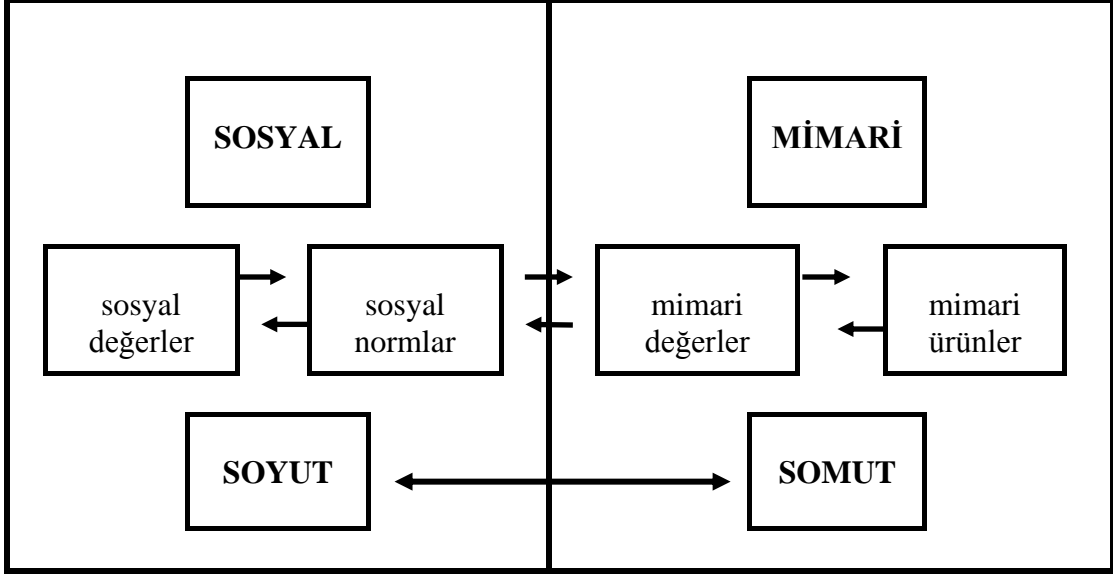 SOSYAL
MİMARİ
sosyal
değerler
sosyal
normlar
mimari
değerler
mimari
ürünler
SOYUT
SOMUT